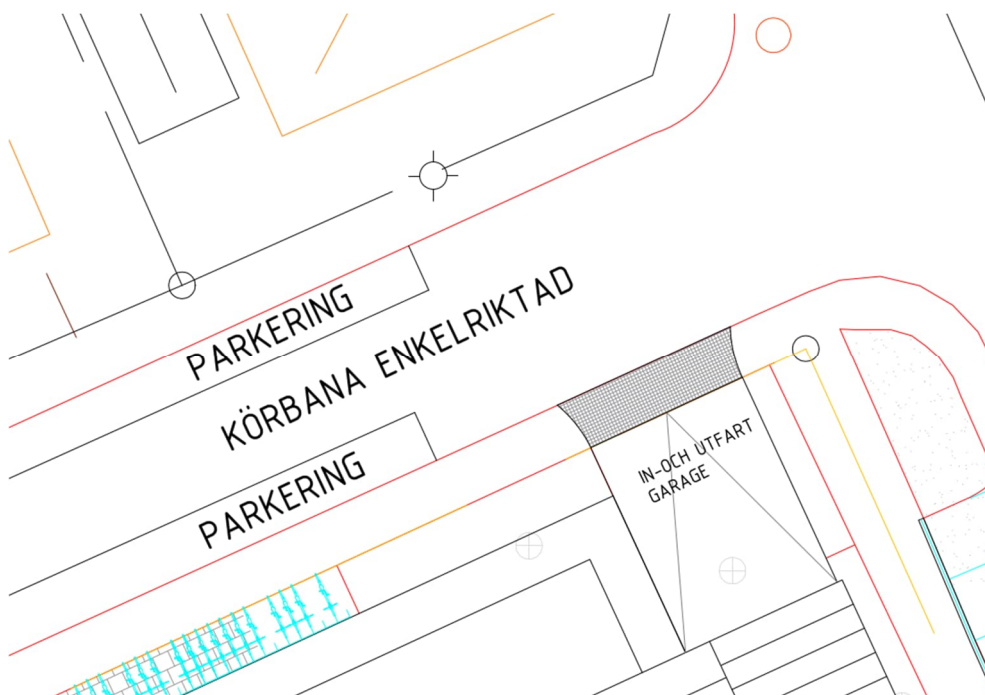 PARKERING
KÖRBANA ENKELRIKTAD
PARKERING
IN-OCH UTFART
GARAGE